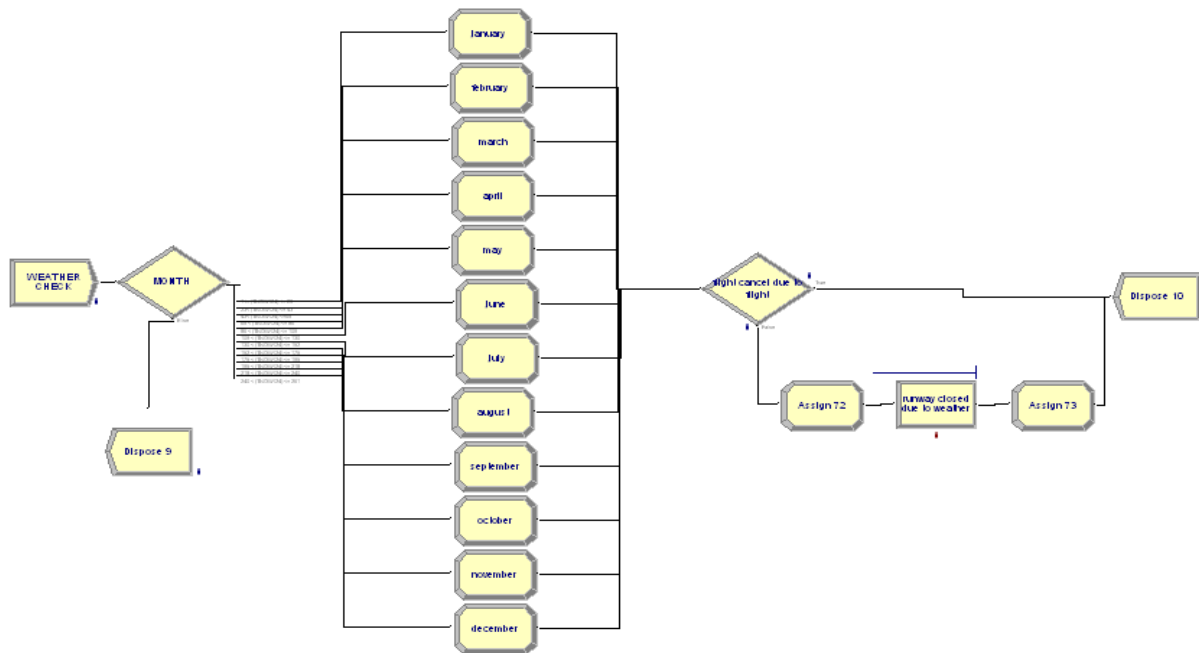 January
february
march
april
may
June
July
august
september
october
november
december
WEATHER
CHECK
MONTH
Dispose 9
flight cancel due to
flight
True
False
Dispose 10
Assign 72
runway closed
due to weather
Assign 73